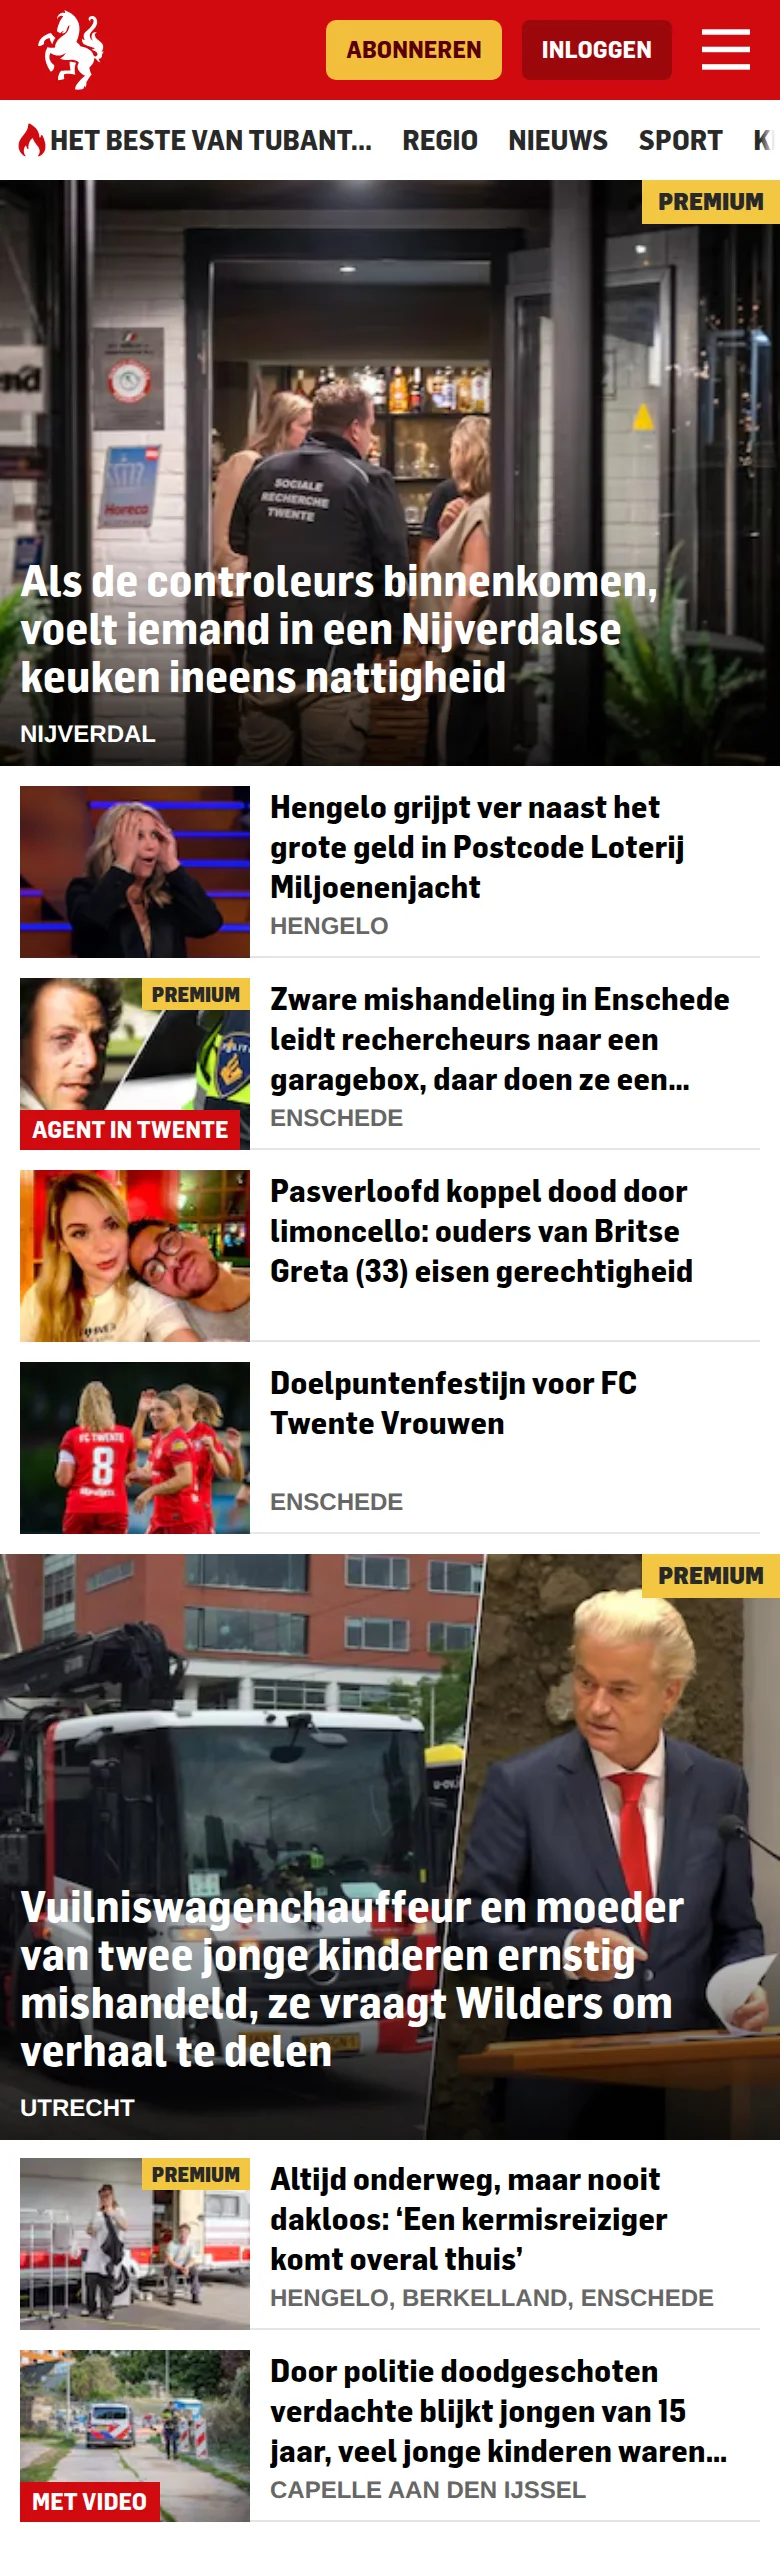 ABONNEREN
INLOGGEN
HET BESTE VAN TUBANT...
REGIO
NIEUWS
SPORT
PREMIUM
Horeca
SOCIALE
RECHERCHE
TWENTE
Als de controleurs binnenkomen,
voelt iemand in een Nijverdalse
keuken ineens nattigheid
NIJVERDAL
Hengelo grijpt ver naast het
grote geld in Postcode Loterij
Miljoenenjacht
HENGELO
PREMIUM
AGENT IN TWENTE
Zware mishandeling in Enschede
leidt rechercheurs naar een
garagebox, daar doen ze een...
ENSCHEDE
Pasverloofd koppel dood door
limoncello: ouders van Britse
Greta (33) eisen gerechtigheid
FC TWENTE
8
Doelpuntenfestijn voor FC
Twente Vrouwen
ENSCHEDE
PREMIUM
u-ov
Vuilniswagenchauffeur en moeder
van twee jonge kinderen ernstig
mishandeld, ze vraagt Wilders om
verhaal te delen
UTRECHT
PREMIUM
Altijd onderweg, maar nooit
dakloos: ‘Een kermisreiziger
komt overal thuis’
HENGELO, BERKELLAND, ENSCHEDE
MET VIDEO
Door politie doodgeschoten
verdachte blijkt jongen van 15
jaar, veel jonge kinderen waren...
CAPELLE AAN DEN IJSSEL